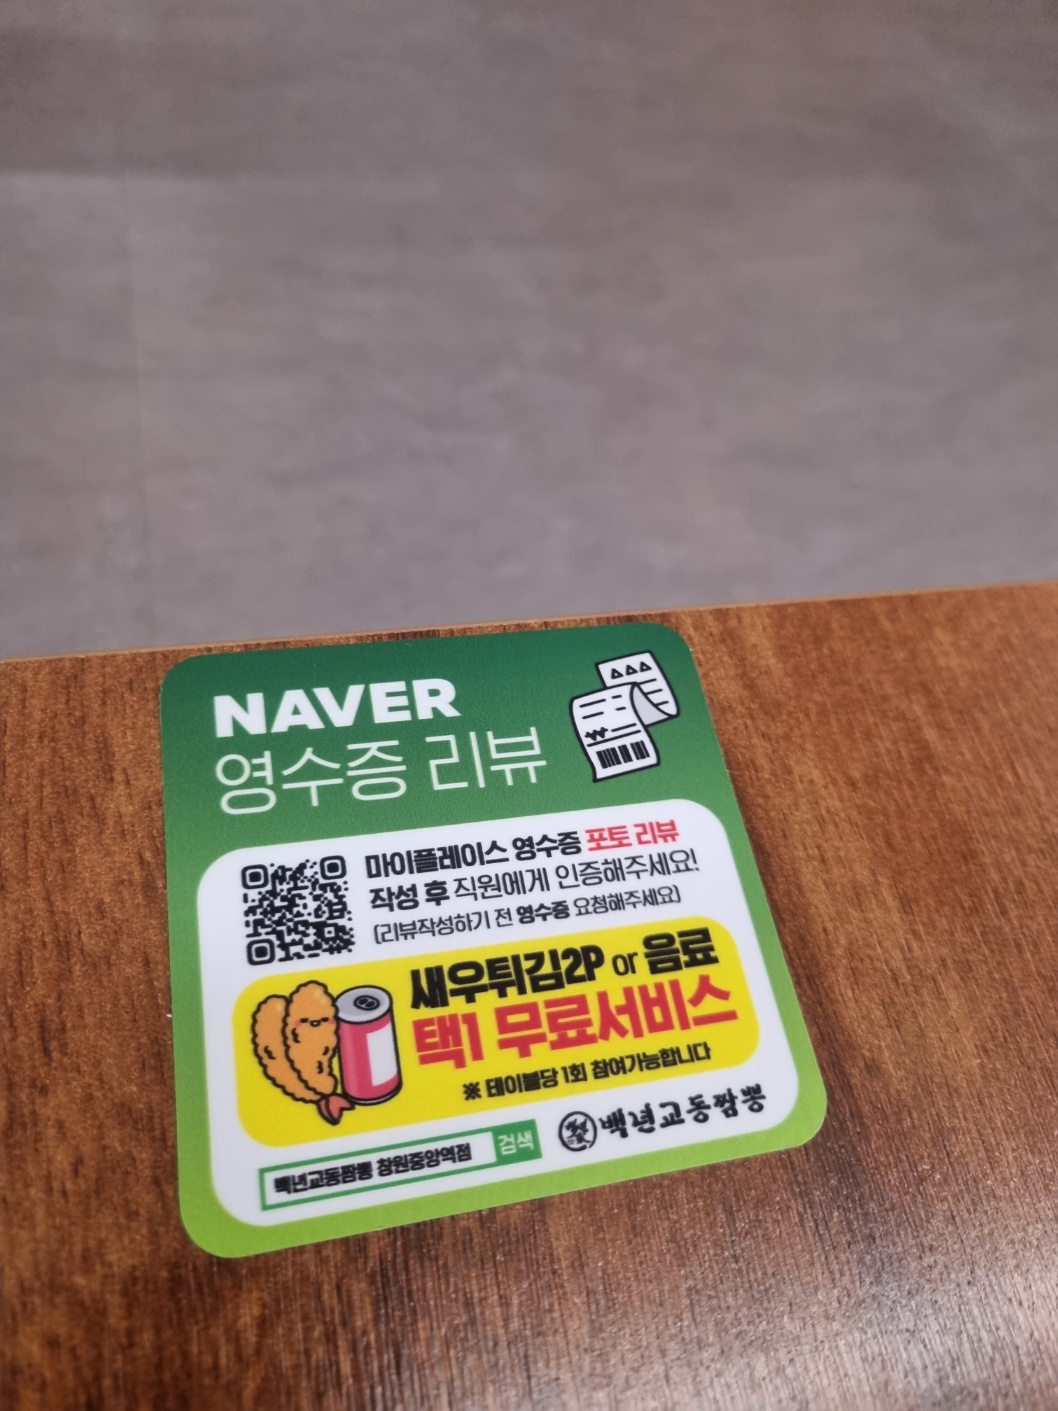 NAVER
영수증 리뷰
마이플레이스 영수증 포토 리뷰
작성 후 직원에게 인증해주세요!
(리뷰작성하기 전 영수증 요청해주세요)
새우튀김2P or 음료
택1 무료서비스
※ 테이블당 1회 참여가능합니다
백년교동짬뽕 창원중앙역점 검색
백년교동짬뽕